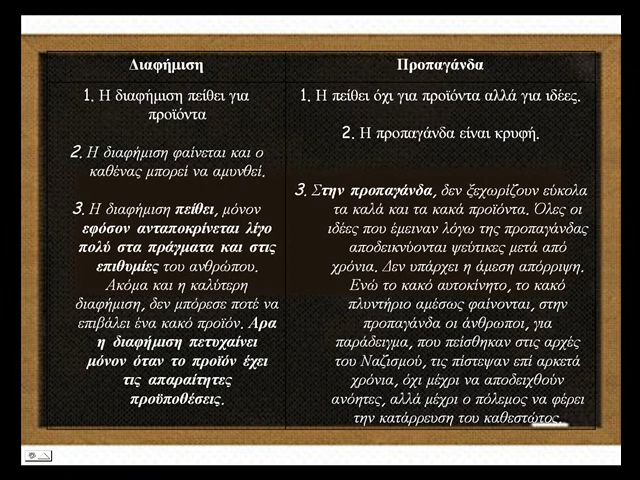 Διαφήμιση
1. Η διαφήμιση πείθει για
προϊόντα
2. Η διαφήμιση φαίνεται και ο
καθένας μπορεί να αμυνθεί.
3. Η διαφήμιση πείθει, μόνον
εφόσον ανταποκρίνεται λίγο
πολύ στα πράγματα και στις
επιθυμίες του ανθρώπου.
Ακόμα και η καλύτερη
διαφήμιση, δεν μπόρεσε ποτέ να
επιβάλει ένα κακό προϊόν. Αρα
η διαφήμιση πετυχαίνει
μόνον όταν το προϊόν έχει
τις απαραίτητες
προϋποθέσεις.
Προπαγάνδα
1. Η πείθει όχι για προϊόντα αλλά για ιδέες.
2. Η προπαγάνδα είναι κρυφή.
3. Στην προπαγάνδα, δεν ξεχωρίζουν εύκολα
τα καλά και τα κακά προϊόντα. Όλες οι
ιδέες που έμειναν λόγω της προπαγάνδας
αποδεικνύονται ψεύτικες μετά από
χρόνια. Δεν υπάρχει η άμεση απόρριψη.
Ενώ το κακό αυτοκίνητο, το κακό
πλυντήριο αμέσως φαίνονται, στην
προπαγάνδα οι άνθρωποι, για
παράδειγμα, που πείσθηκαν στις αρχές
του Ναζισμού, τις πίστεψαν επί αρκετά
χρόνια, όχι μέχρι να αποδειχθούν
ανόητες, αλλά μέχρι ο πόλεμος να φέρει
την κατάρρευση του καθεστώτος.